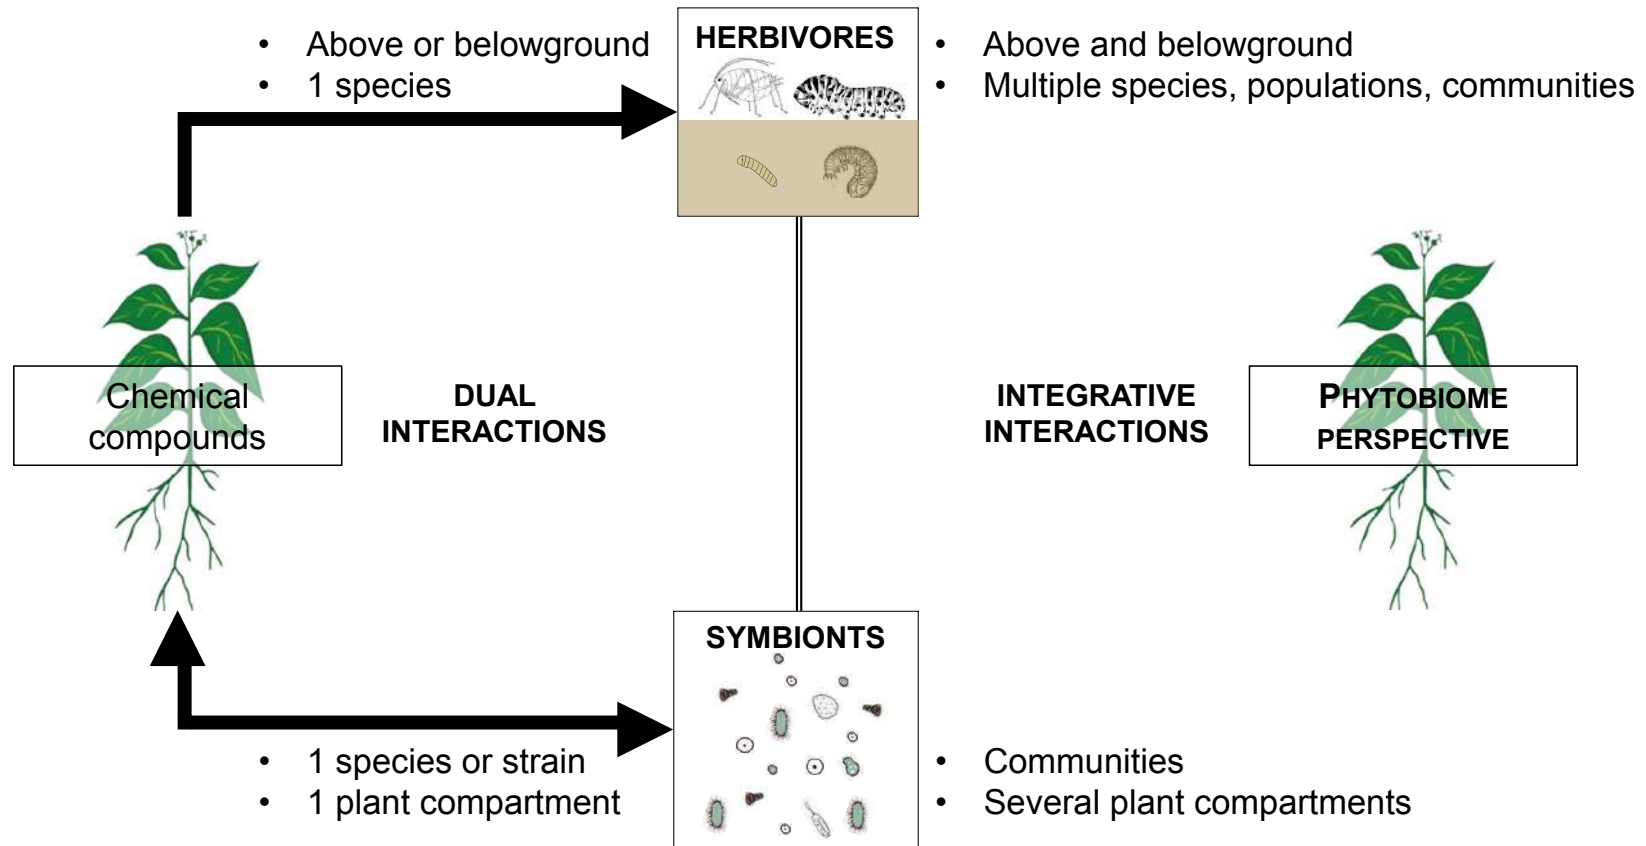 • Above or belowground
• 1 species
HERBIVORES
• Above and belowground
• Multiple species, populations, communities
Chemical
compounds
DUAL
INTERACTIONS
INTEGRATIVE
INTERACTIONS
PHYTOBIOME
PERSPECTIVE
SYMBIONTS
• 1 species or strain
• 1 plant compartment
• Communities
• Several plant compartments